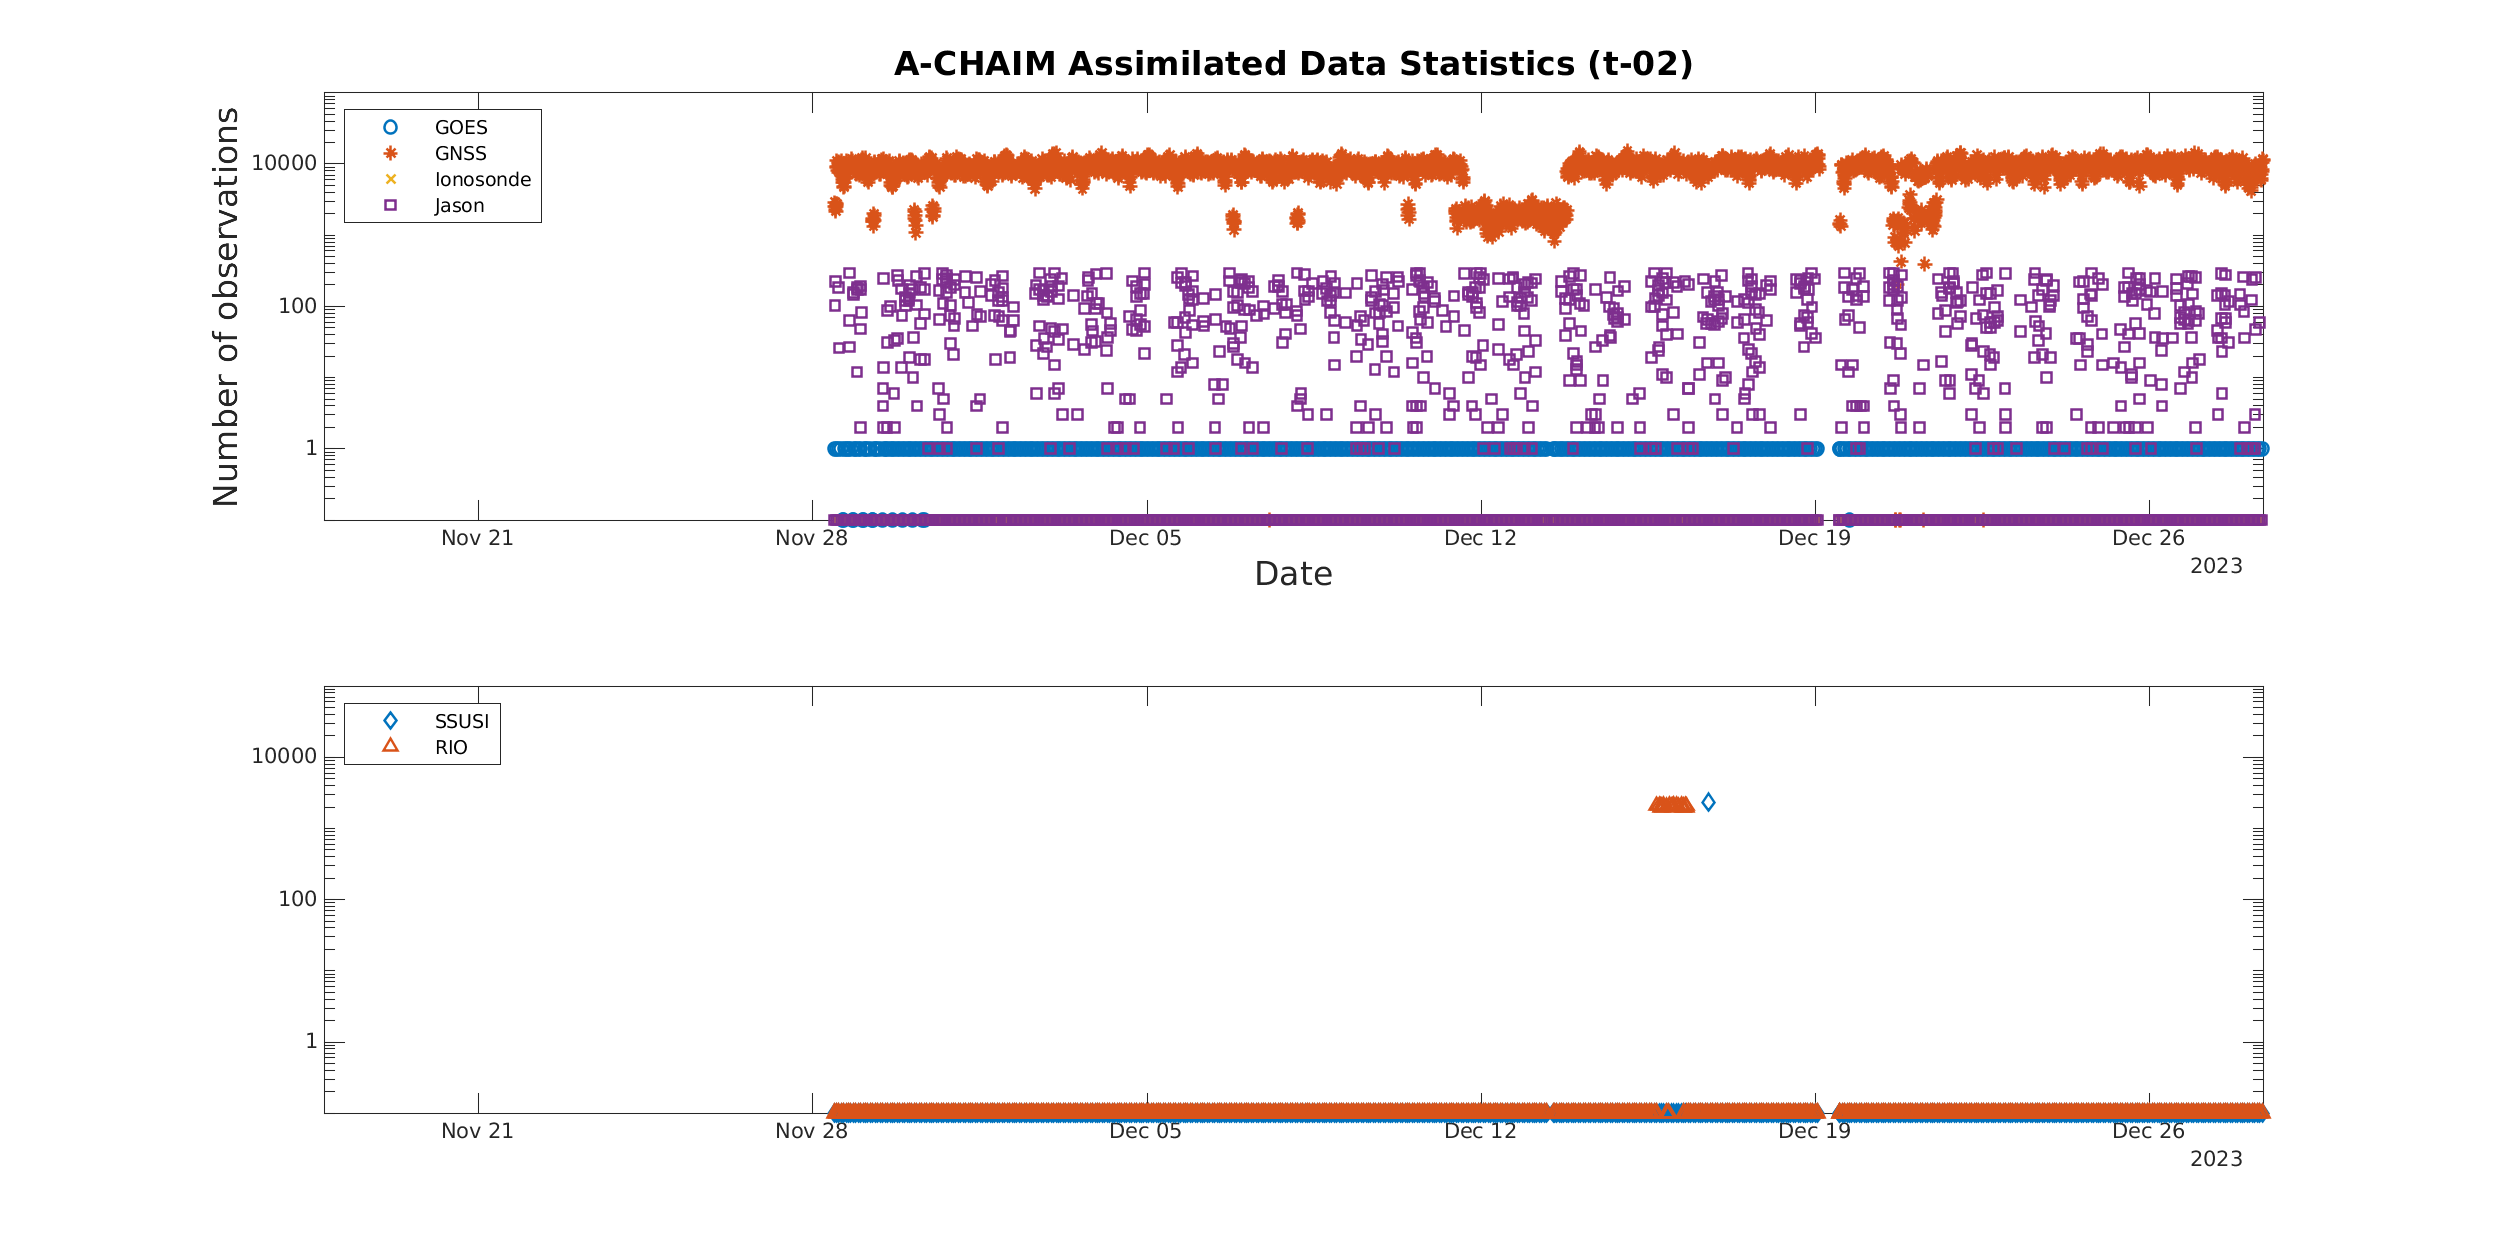 A-CHAIM Assimilated Data Statistics (t-02)
Number of observations
10000
100
1
GOES
GNSS
Ionosonde
Jason
Nov 21 Nov 28 Dec 05 Dec 12 Dec 19 Dec 26
2023
Date
10000
100
1
SSUSI
RIO
Nov 21 Nov 28 Dec 05 Dec 12 Dec 19 Dec 26
2023